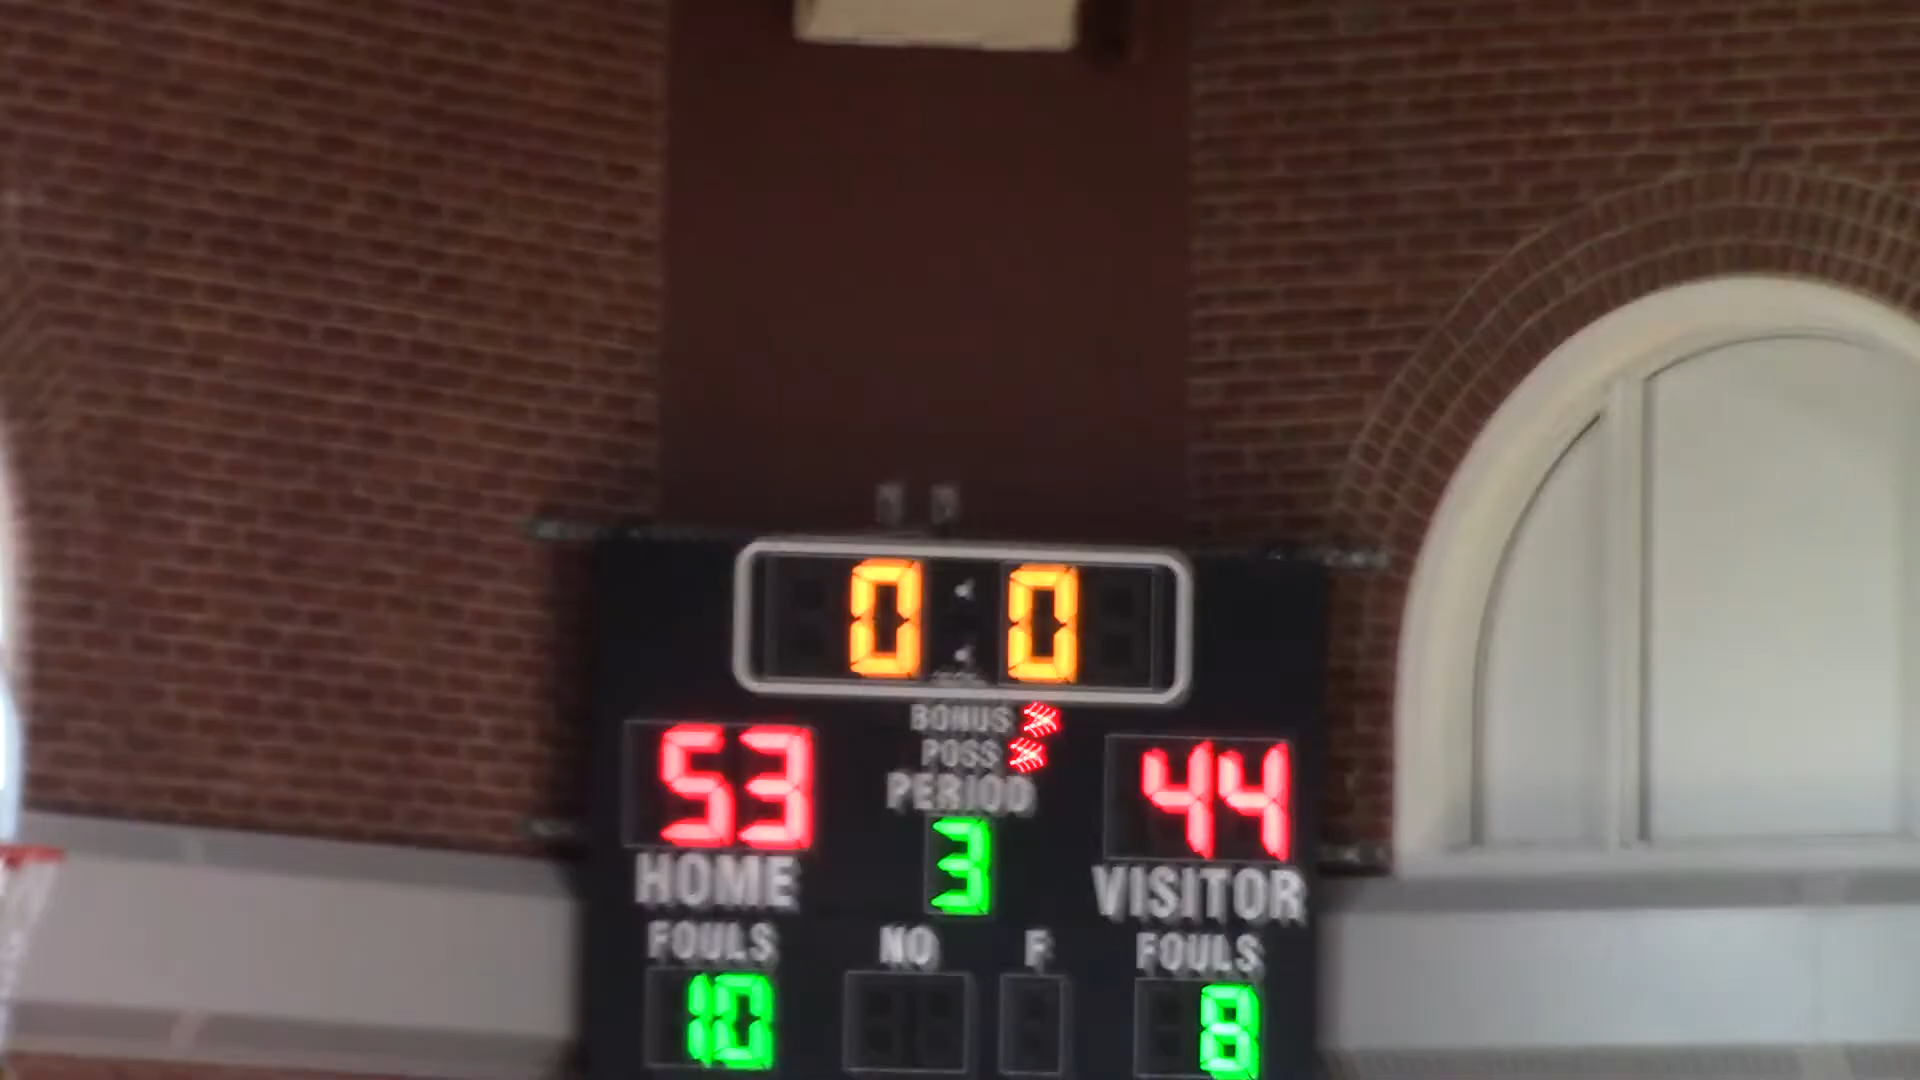 0 0
BONUS
POSS
PERIOD
53 3 44
HOME VISITOR
FOULS NO F FOULS
10 8